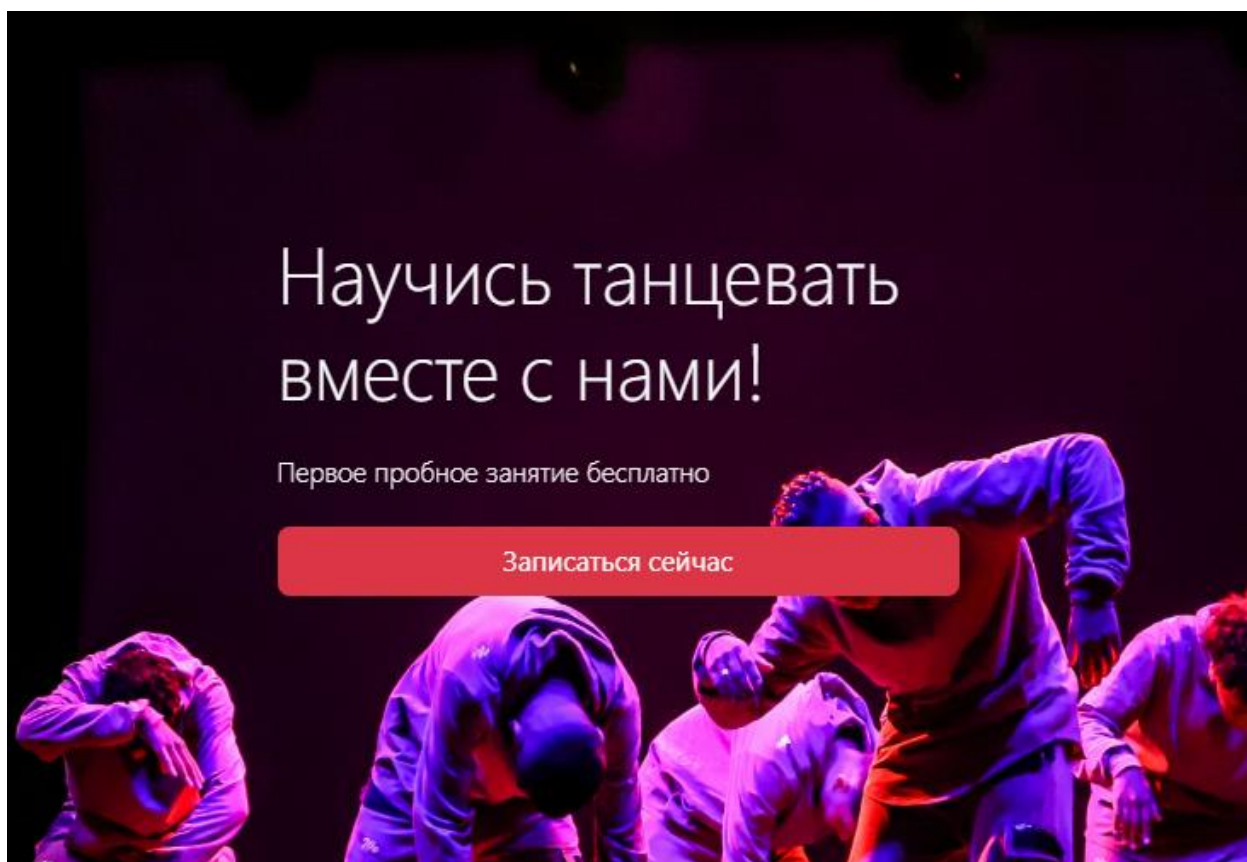 Научись танцевать
вместе с нами!
Первое пробное занятие бесплатно
Записаться сейчас